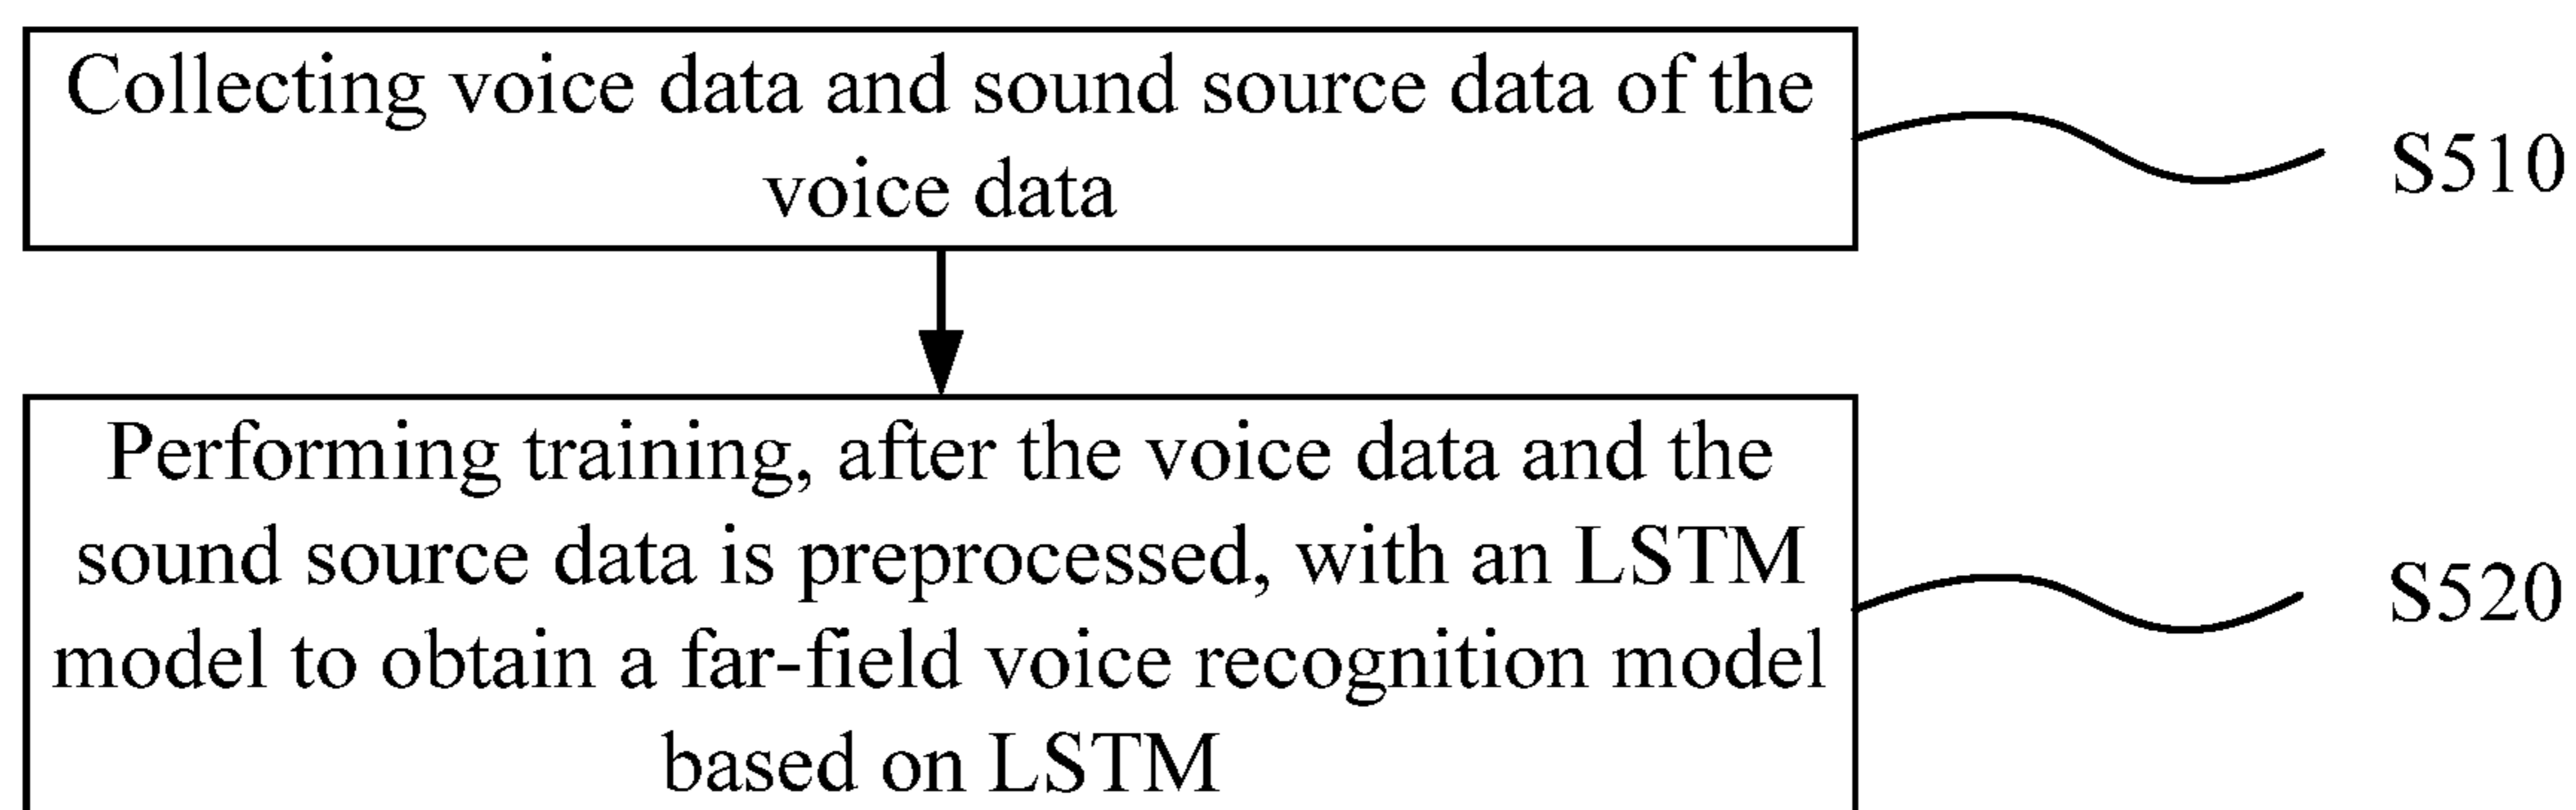 Collecting voice data and sound source data of the
voice data
S510
Performing training, after the voice data and the
sound source data is preprocessed, with an LSTM
model to obtain a far-field voice recognition model
based on LSTM
S520